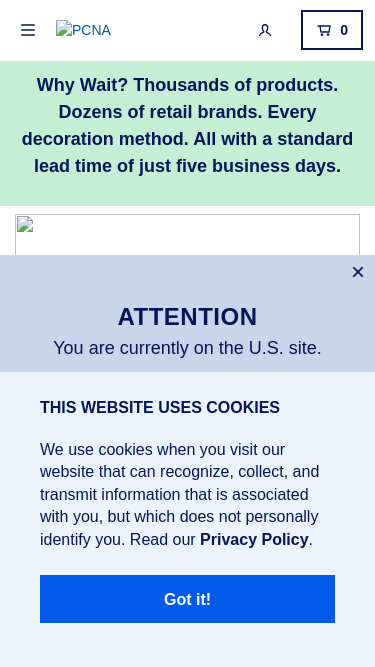 PCNA
0
Why Wait? Thousands of products.
Dozens of retail brands. Every
decoration method. All with a standard
lead time of just five business days.
×
ATTENTION
You are currently on the U.S. site.
THIS WEBSITE USES COOKIES
We use cookies when you visit our
website that can recognize, collect, and
transmit information that is associated
with you, but which does not personally
identify you. Read our Privacy Policy.
Got it!